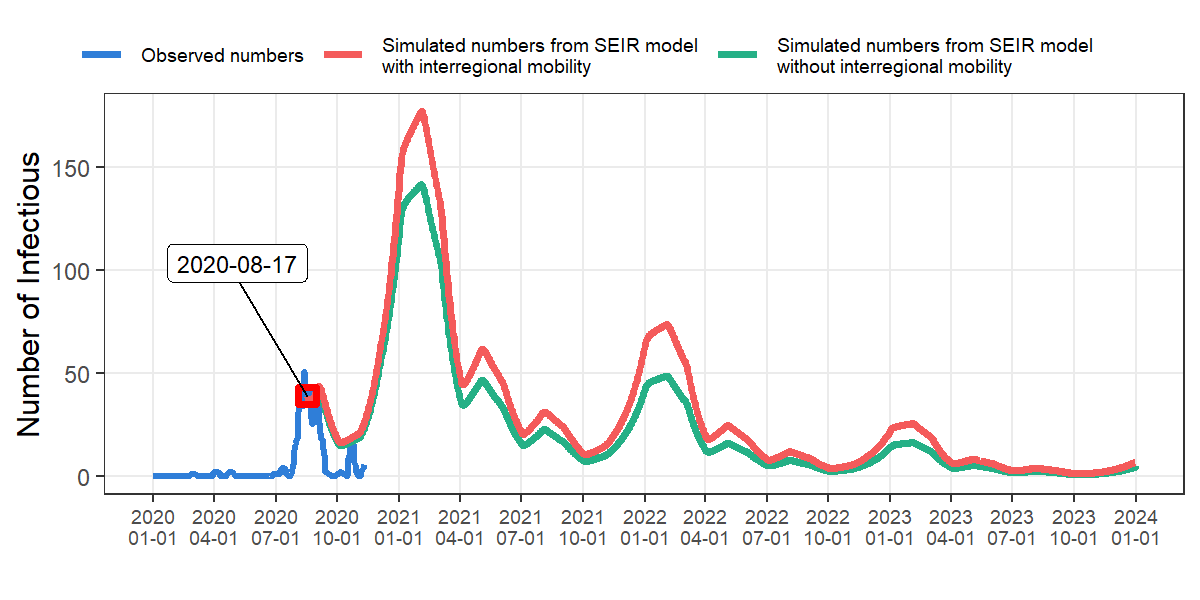 Observed numbers
Simulated numbers from SEIR model
with interregional mobility
Simulated numbers from SEIR model
without interregional mobility
Number of Infectious
150
100
50
0
2020-08-17
2020 2020 2020 2020 2021 2021 2021 2021 2022 2022 2022 2022 2023 2023 2023 2023 2024
01-01 04-01 07-01 10-01 01-01 04-01 07-01 10-01 01-01 04-01 07-01 10-01 01-01 04-01 07-01 10-01 01-01